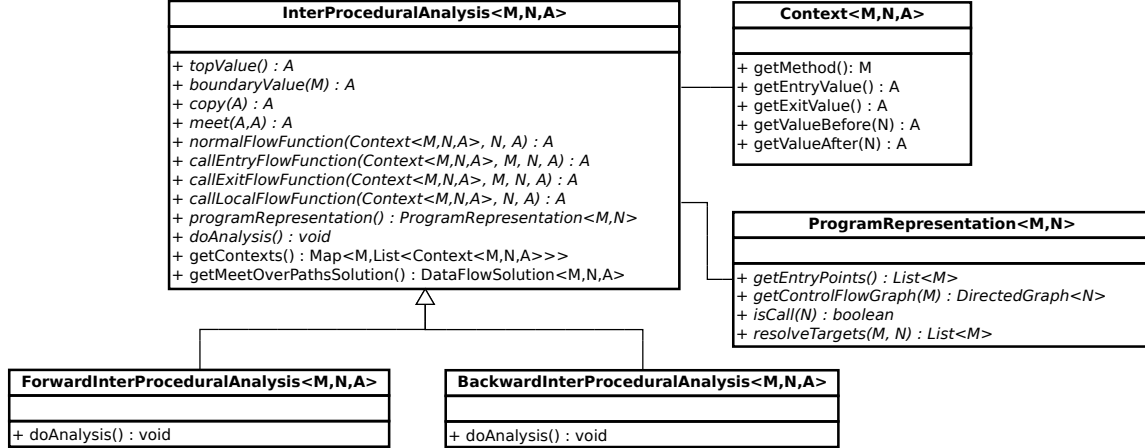 InterProceduralAnalysis<M,N,A>
+ topValue() : A
+ boundaryValue(M) : A
+ copy(A) : A
+ meet(A,A) : A
+ normalFlowFunction(Context<M,N,A>, N, A) : A
+ callEntryFlowFunction(Context<M,N,A>, M, N, A) : A
+ callExitFlowFunction(Context<M,N,A>, M, N, A) : A
+ callLocalFlowFunction(Context<M,N,A>, N, A) : A
+ programRepresentation() : ProgramRepresentation<M,N>
+ doAnalysis() : void
+ getContexts() : Map<M,List<Context<M,N,A>>>
+ getMeetOverPathsSolution() : DataFlowSolution<M,N,A>
Context<M,N,A>
+ getMethod(): M
+ getEntryValue() : A
+ getExitValue() : A
+ getValueBefore(N) : A
+ getValueAfter(N) : A
ProgramRepresentation<M,N>
+ getEntryPoints() : List<M>
+ getControlFlowGraph(M) : DirectedGraph<N>
+ isCall(N) : boolean
+ resolveTargets(M, N) : List<M>
ForwardInterProceduralAnalysis<M,N,A>
+ doAnalysis() : void
BackwardInterProceduralAnalysis<M,N,A>
+ doAnalysis() : void